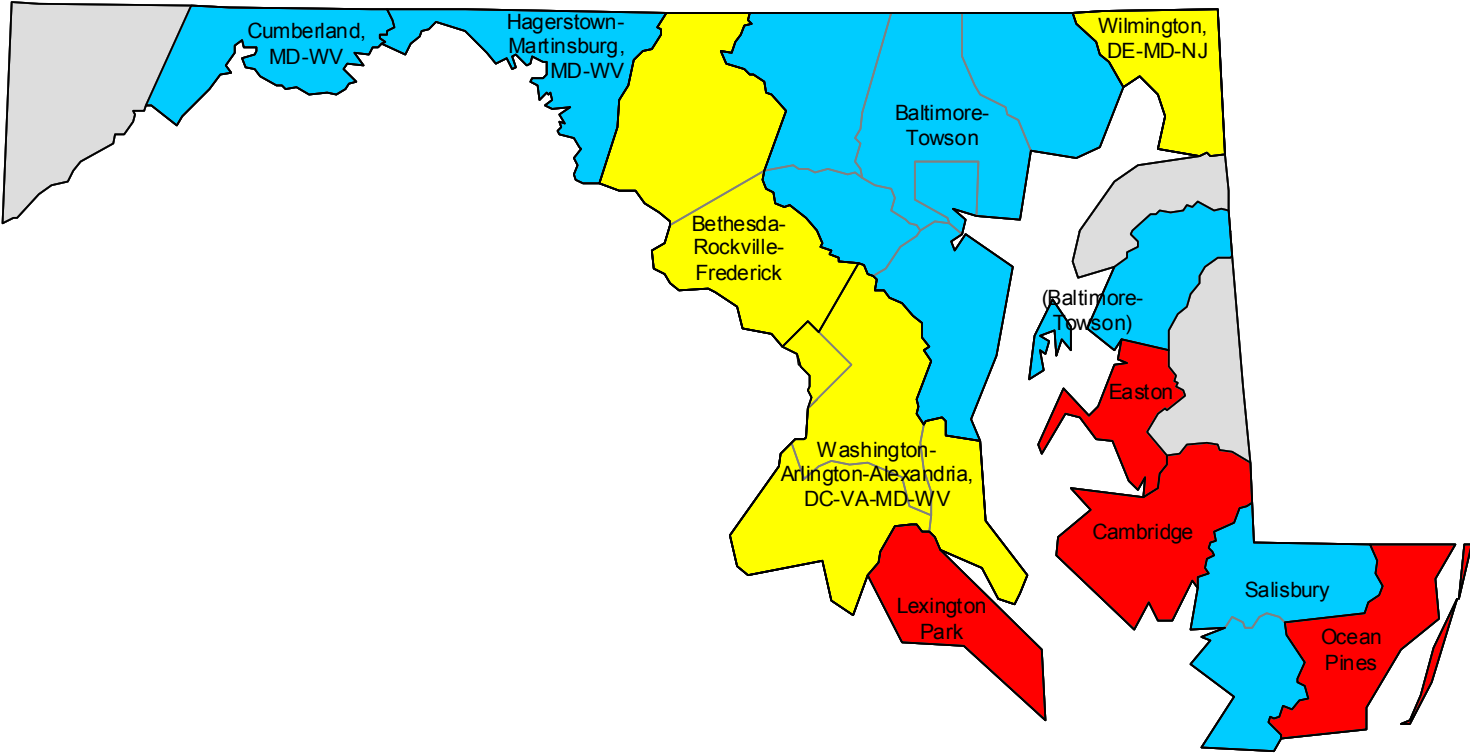 Cumberland,
MD-WV
Hagerstown-
Martinsburg,
MD-WV
Wilmington,
DE-MD-NJ
Baltimore-
Towson
Bethesda-
Rockville-
Frederick
(Baltimore-
Towson)
Easton
Washington-
Arlington-Alexandria,
DC-VA-MD-WV
Cambridge
Salisbury
Lexington
Park
Ocean
Pines